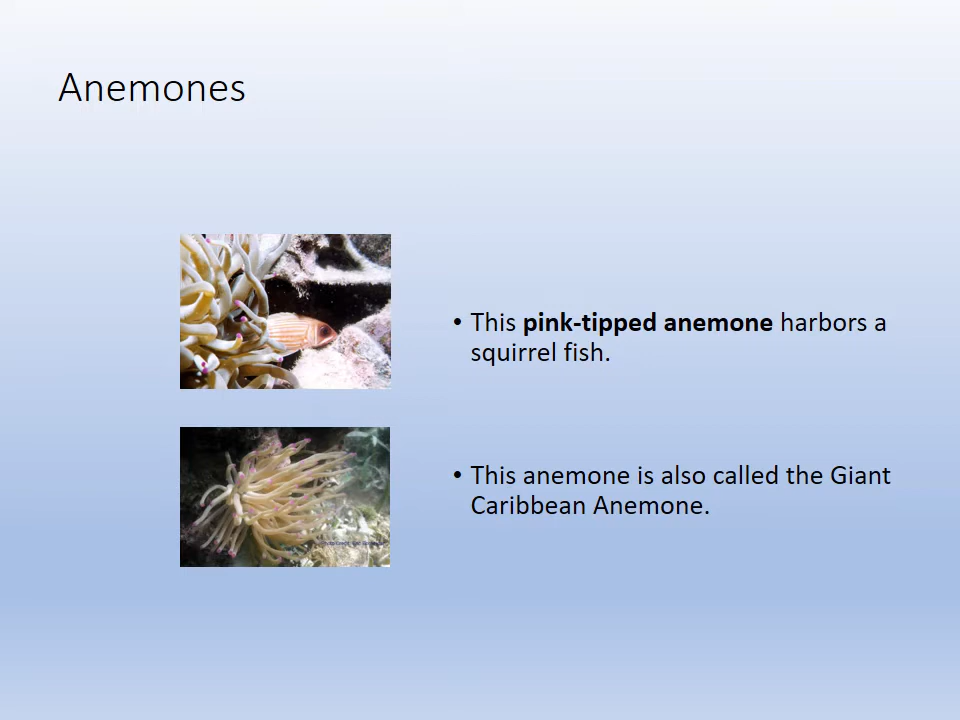 Anemones
• This pink-tipped anemone harbors a
squirrel fish.
• This anemone is also called the Giant
Caribbean Anemone.